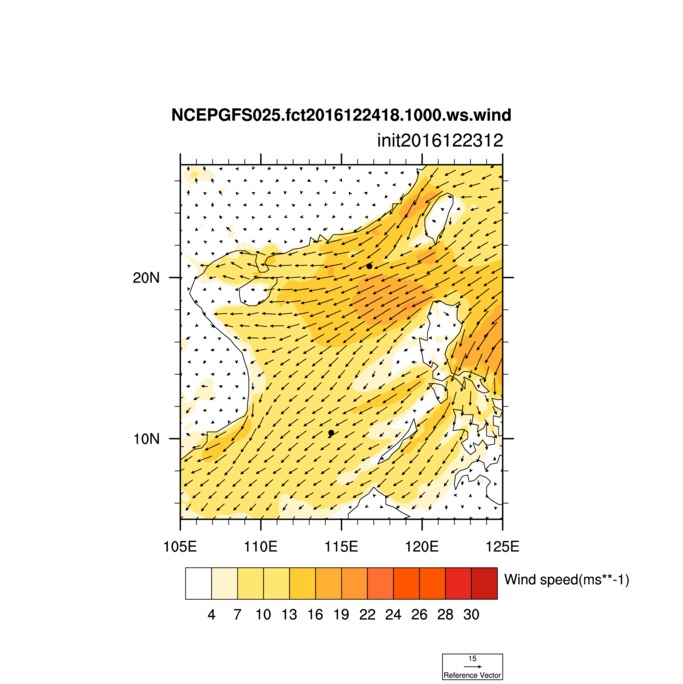 NCEPGFS025.fct2016122418.1000.ws.wind
init2016122312
20N
10N
105E 110E 115E 120E 125E
4 7 10 13 16 19 22 24 26 28 30
Wind speed(ms**-1)
15
Reference Vector